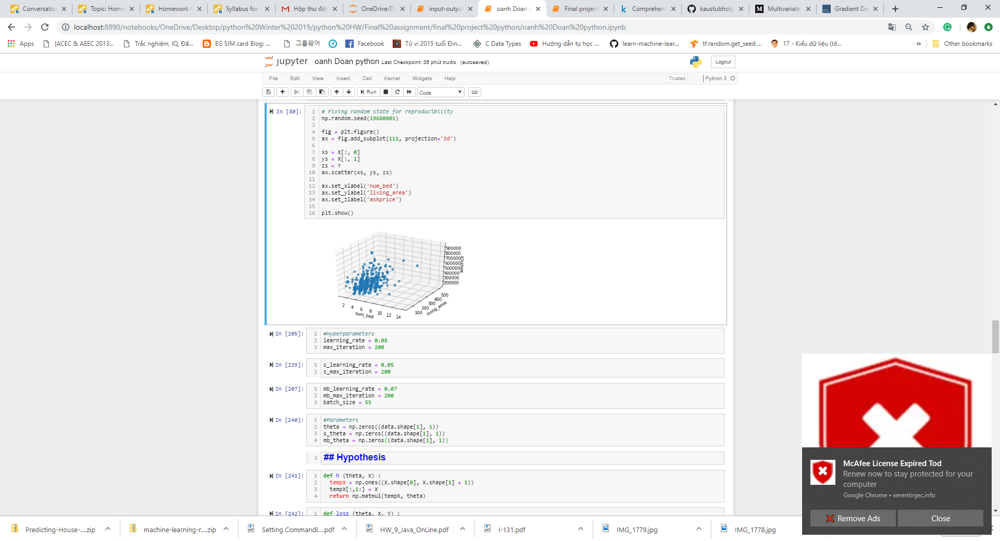 Conversation
Topic: Home
Homework #
Syllabus for
Hộp thư đến
OneDrive/De
input-output
oanh Doan p
Final project
Comprehens
kaustubholp
Multivariate
Gradient De
localhost:8890/notebooks/OneDrive/Desktop/python%20Winter%202019/python%20HW/Final%20assignment/final%20project%20python/oanh%20Doan%20python.ipynb
Apps
[ACEC & AEEC 2013...
Trắc nghiệm, IQ, Đấ...
EG SIM card Blog: ...
그룹웨어
Facebook
Tử vi 2015 tuổi Đin...
C Data Types
Hướng dẫn tự học ...
learn-machine-lear...
tf.random.get_seed ...
17 - Kiểu dữ liệu (lớ...
»
Other bookmarks
jupyter oanh Doan python Last Checkpoint: 35 phút trước (autosaved)
Logout
File Edit View Insert Cell Kernel Widgets Help
Trusted
Python 3
Run
Code
In [80]:
1 # Fixing random state for reproducibility
2 np.random.seed(19680801)
3
4 fig = plt.figure()
5 ax = fig.add_subplot(111, projection='3d')
6
7 xs = X[:, 0]
8 ys = X[:, 1]
9 zs = Y
10 ax.scatter(xs, ys, zs)
11
12 ax.set_xlabel('num_bed')
13 ax.set_ylabel('living_area')
14 ax.set_zlabel('askprice')
15
16 plt.show()
900000
800000
700000
600000
500000
400000
300000
200000
askprice
2 4 6 8 10 12 14
num_bed
100 200 300 400 500
living_area
In [205]:
1 #Hyperparameters
2 learning_rate = 0.08
3 max_iteration = 200
In [239]:
1 s_learning_rate = 0.05
2 s_max_iteration = 200
In [207]:
1 mb_learning_rate = 0.07
2 mb_max_iteration = 200
3 batch_size = 55
In [240]:
1 #Parameters
2 theta = np.zeros((data.shape[1], 1))
3 s_theta = np.zeros((data.shape[1], 1))
4 mb_theta = np.zeros((data.shape[1], 1))
1 ## Hypothesis
In [241]:
1 def h (theta, X) :
2 tempX = np.ones((X.shape[0], X.shape[1] + 1))
3 tempX[:,1:] = X
4 return np.matmul(tempX, theta)
In [242]:
1 def loss (theta, X, Y) :
McAfee License Expired Tod
Renew now to stay protected for your
computer
Google Chrome • verentinjec.info
Remove Ads
Close
Predicting-House-....zip
machine-learning-r....zip
Setting Commandl....pdf
HW_9_Java_OnLine.pdf
i-131.pdf
IMG_1779.jpg
IMG_1778.jpg